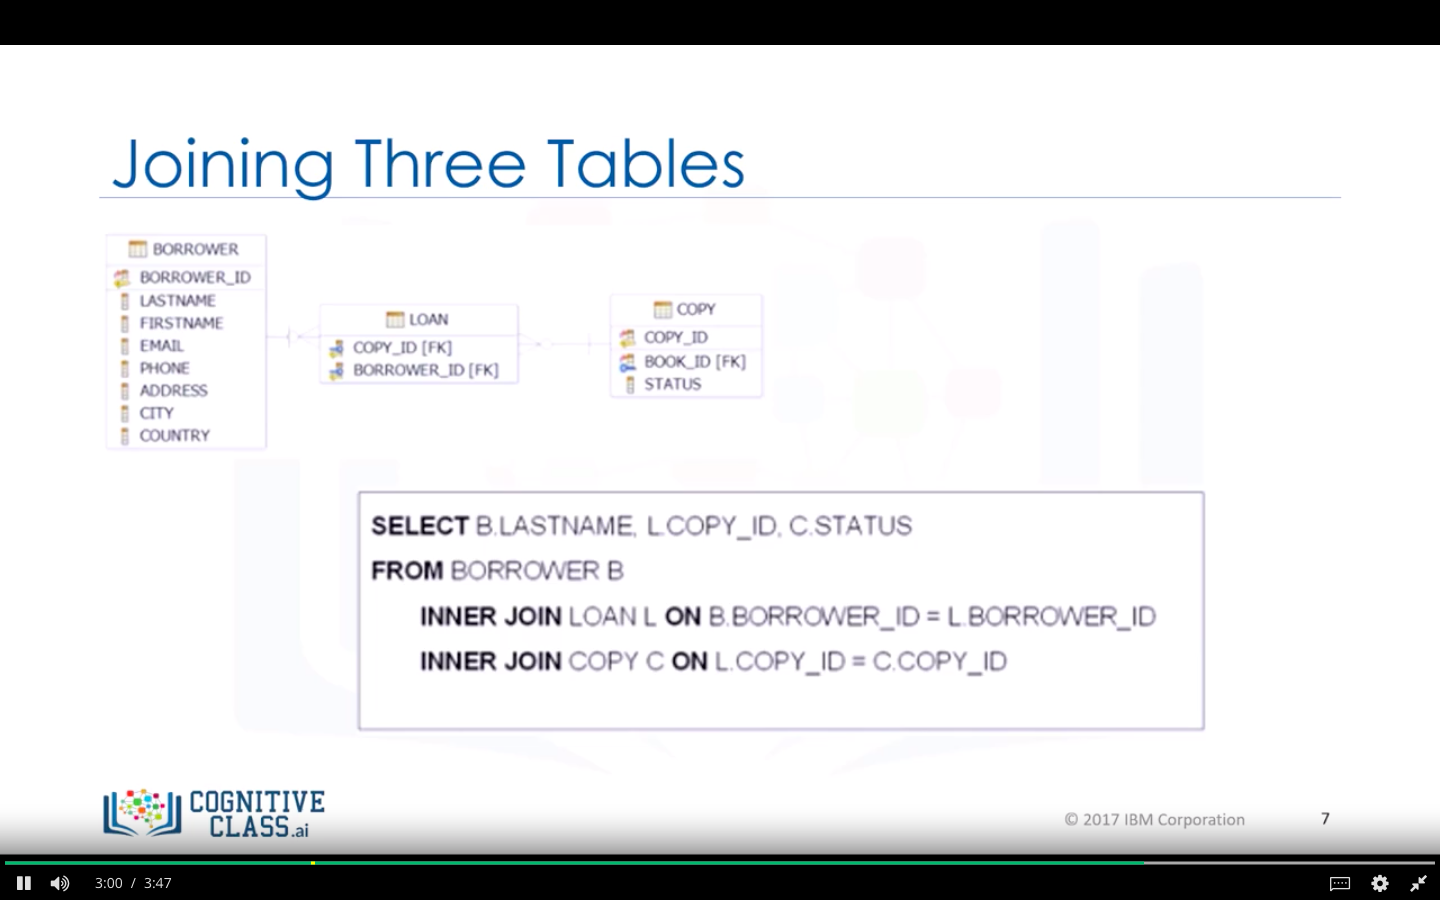 Joining Three Tables
BORROWER
BORROWER_ID
LASTNAME
FIRSTNAME
EMAIL
PHONE
ADDRESS
CITY
COUNTRY
LOAN
COPY_ID [FK]
BORROWER_ID [FK]
COPY
COPY_ID
BOOK_ID [FK]
STATUS
SELECT B.LASTNAME, L.COPY_ID, C.STATUS
FROM BORROWER B
INNER JOIN LOAN L ON B.BORROWER_ID = L.BORROWER_ID
INNER JOIN COPY C ON L.COPY_ID = C.COPY_ID
COGNITIVE
CLASS.ai
© 2017 IBM Corporation 7
3:00 / 3:47